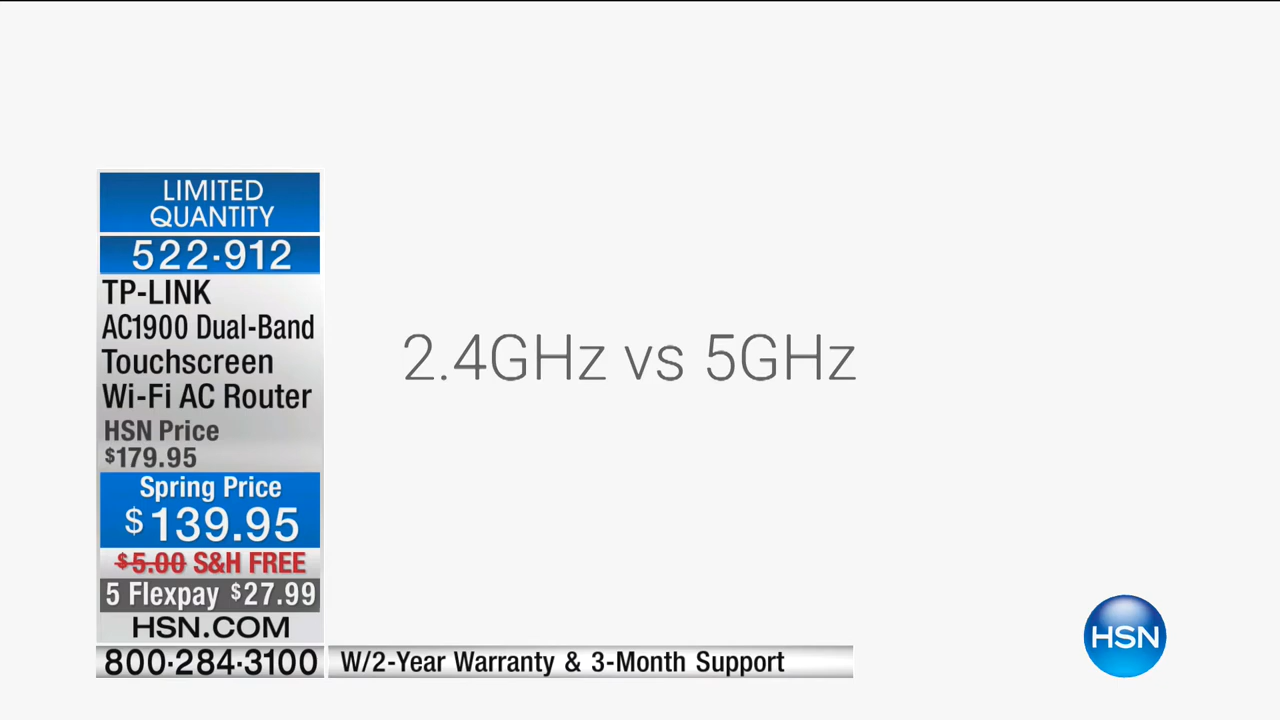 LIMITED
QUANTITY
522·912
TP-LINK
AC1900 Dual-Band
Touchscreen
Wi-Fi AC Router
HSN Price
$179.95
Spring Price
$139.95
$5.00 S&H FREE
5 Flexpay $27.99
HSN.COM
800·284·3100
W/2-Year Warranty & 3-Month Support
2.4GHz vs 5GHz
HSN